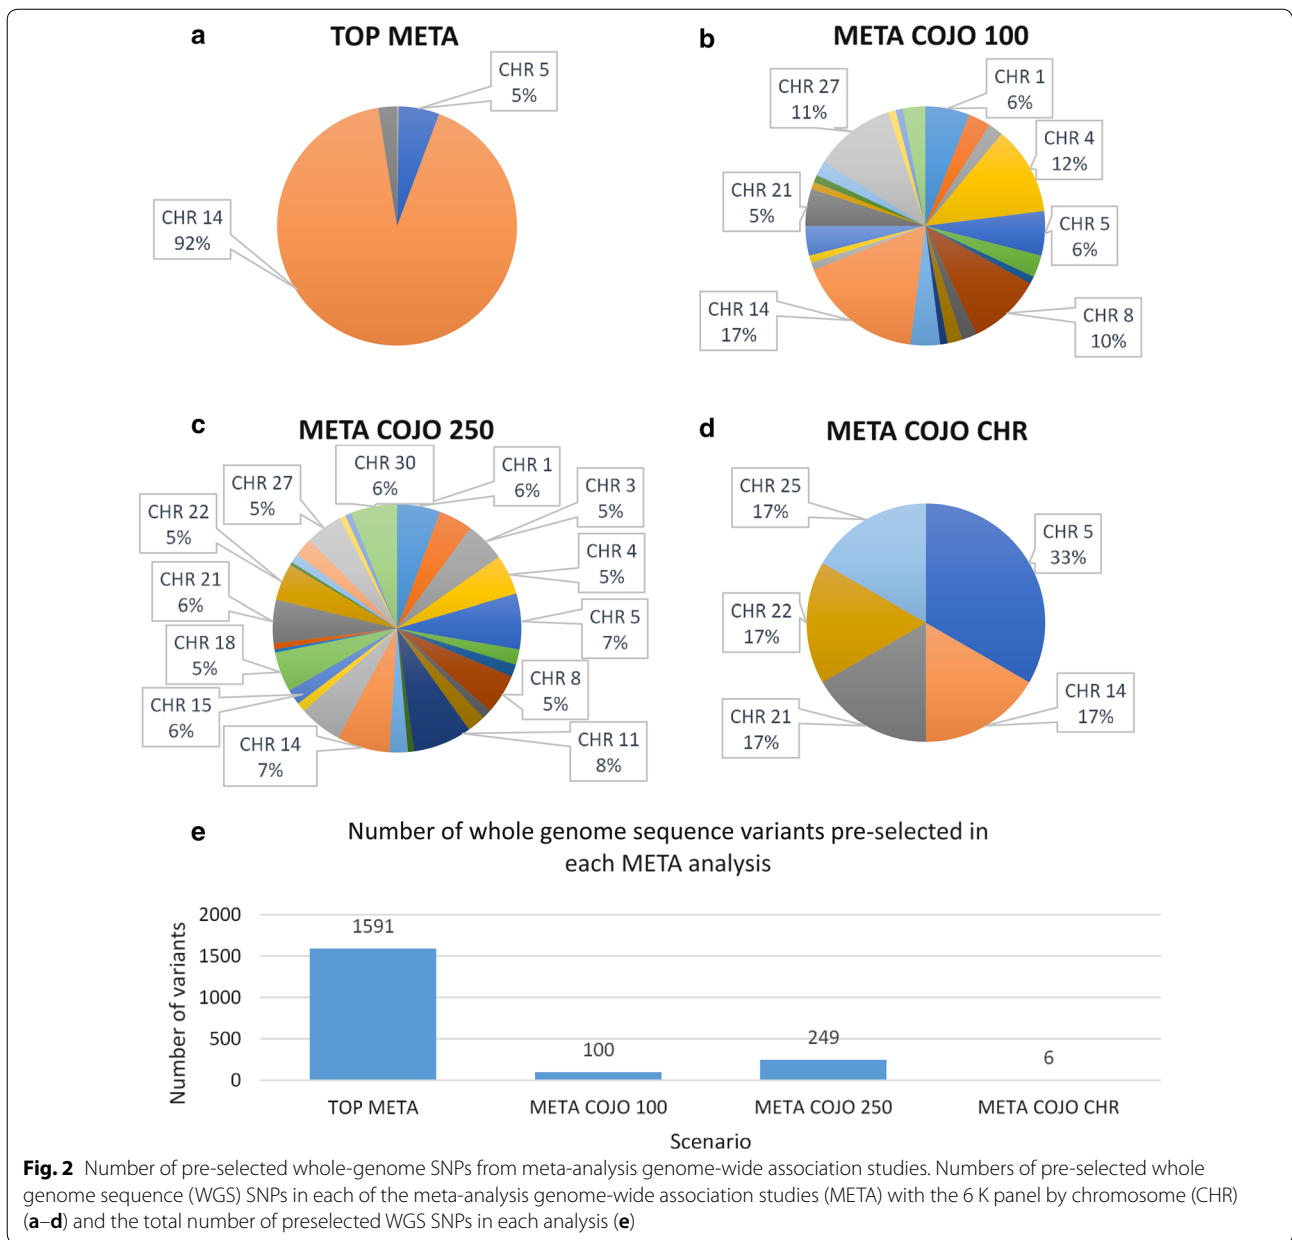 a
TOP META
CHR 5
5%
CHR 14
92%
b
META COJO 100
CHR 1
6%
CHR 4
12%
CHR 5
6%
CHR 8
10%
CHR 14
17%
CHR 21
5%
CHR 27
11%
c
META COJO 250
CHR 30
6%
CHR 1
6%
CHR 3
5%
CHR 4
5%
CHR 5
7%
CHR 8
5%
CHR 11
8%
CHR 14
7%
CHR 15
6%
CHR 18
5%
CHR 21
6%
CHR 22
5%
CHR 27
5%
d
META COJO CHR
CHR 25
17%
CHR 5
33%
CHR 22
17%
CHR 14
17%
CHR 21
17%
e
Number of whole genome sequence variants pre-selected in
each META analysis
Number of variants
2000
1500
1000
500
0
1591
100
249
6
TOP META
META COJO 100
META COJO 250
META COJO CHR
Scenario
Fig. 2 Number of pre-selected whole-genome SNPs from meta-analysis genome-wide association studies. Numbers of pre-selected whole
genome sequence (WGS) SNPs in each of the meta-analysis genome-wide association studies (META) with the 6 K panel by chromosome (CHR)
(a–d) and the total number of preselected WGS SNPs in each analysis (e)